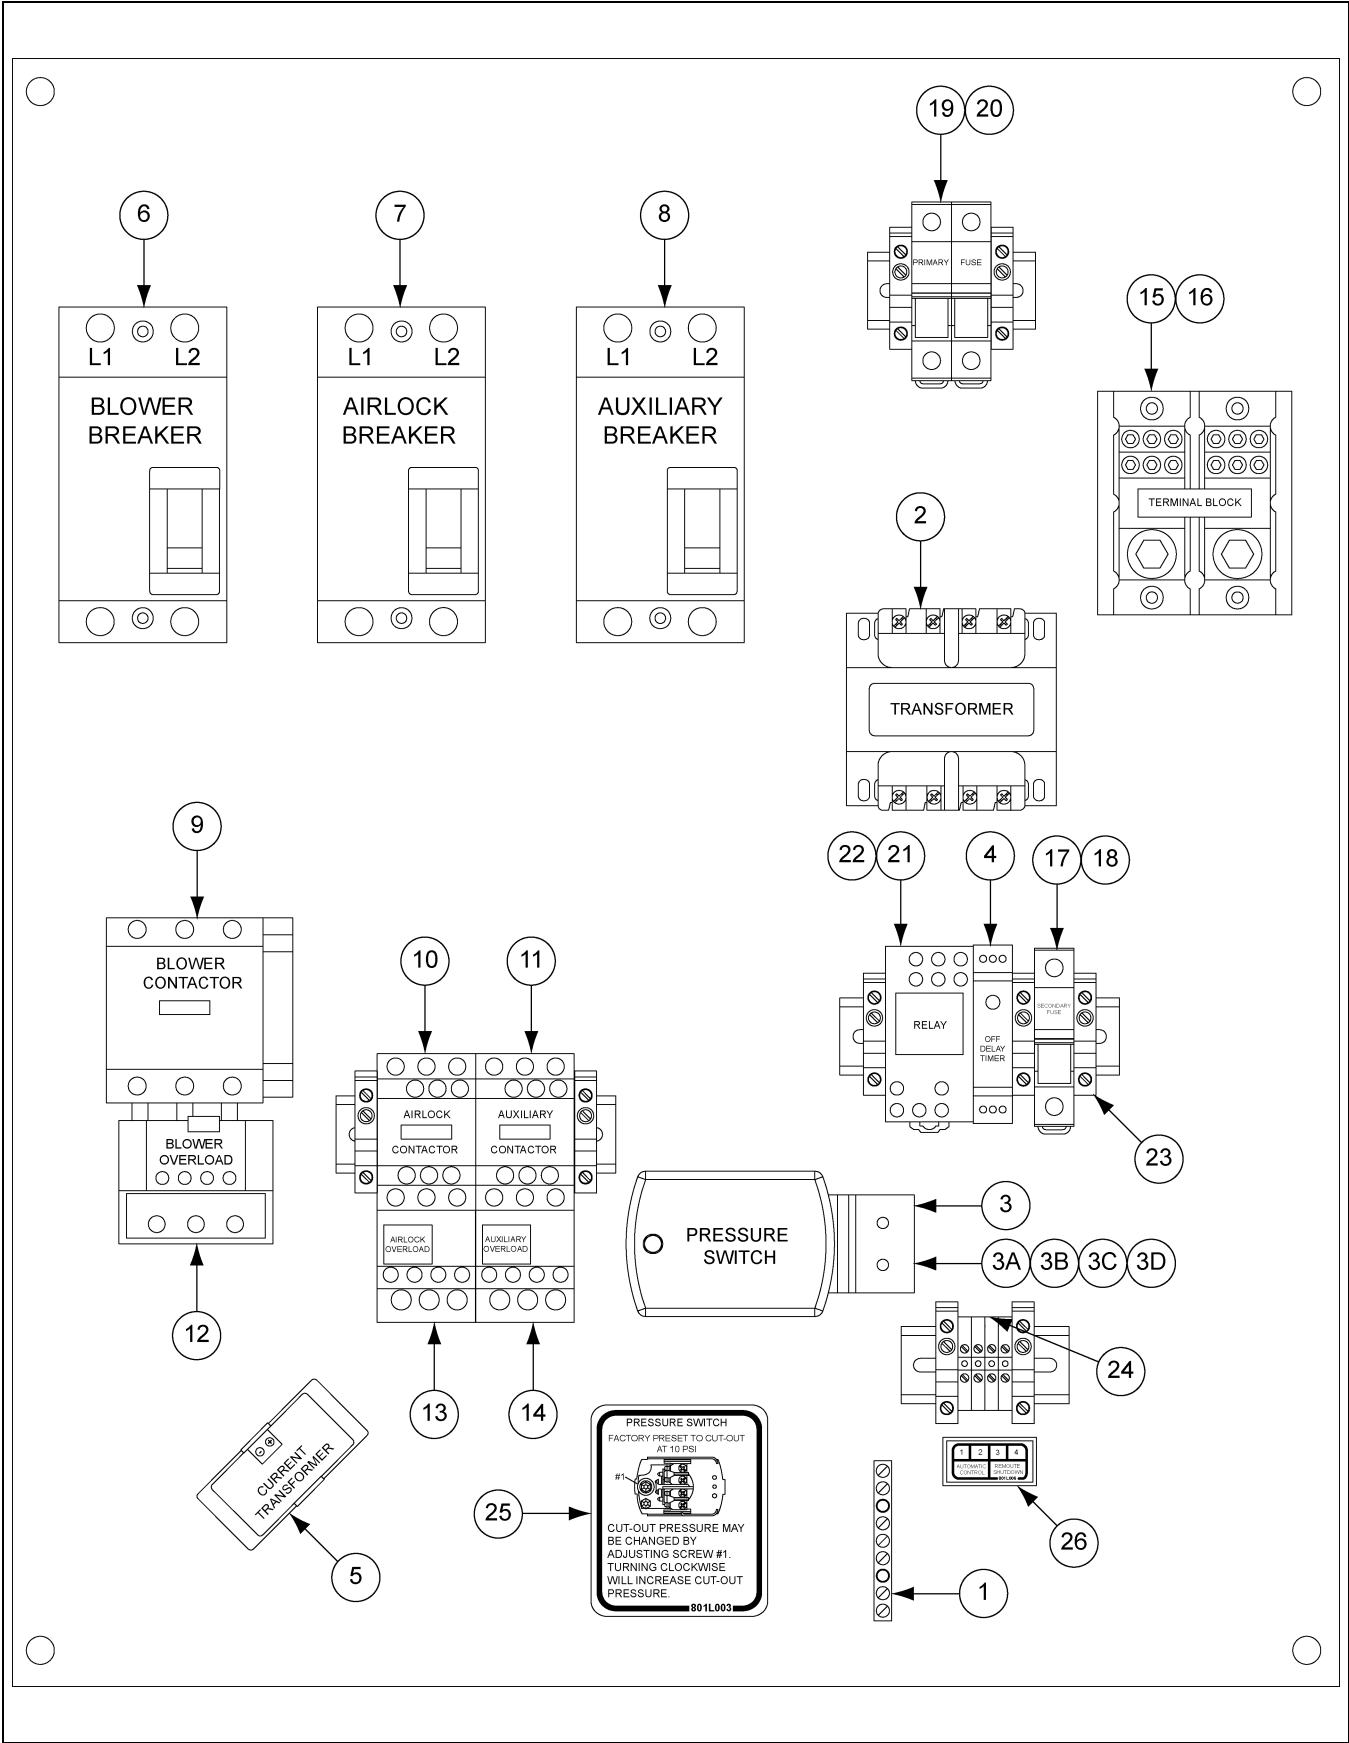 19 20
6
7
8
PRIMARY FUSE
15 16
L1 L2
BLOWER
BREAKER
L1 L2
AIRLOCK
BREAKER
L1 L2
AUXILIARY
BREAKER
TERMINAL BLOCK
2
TRANSFORMER
9
22 21
4
17 18
BLOWER
CONTACTOR
10
11
RELAY
OFF
DELAY
TIMER
SECONDARY
FUSE
23
AIRLOCK
CONTACTOR
AUXILIARY
CONTACTOR
BLOWER
OVERLOAD
AIRLOCK
OVERLOAD
AUXILIARY
OVERLOAD
PRESSURE
SWITCH
3
3A 3B 3C 3D
12
13
14
24
CURRENT
TRANSFORMER
5
PRESSURE SWITCH
FACTORY PRESET TO CUT-OUT
AT 10 PSI
#1
CUT-OUT PRESSURE MAY
BE CHANGED BY
ADJUSTING SCREW #1.
TURNING CLOCKWISE
WILL INCREASE CUT-OUT
PRESSURE.
801L003
25
1 2 3 4
AUTOMATIC
CONTROL
REMOUTE
SHUTDOWN
801L006
26
1